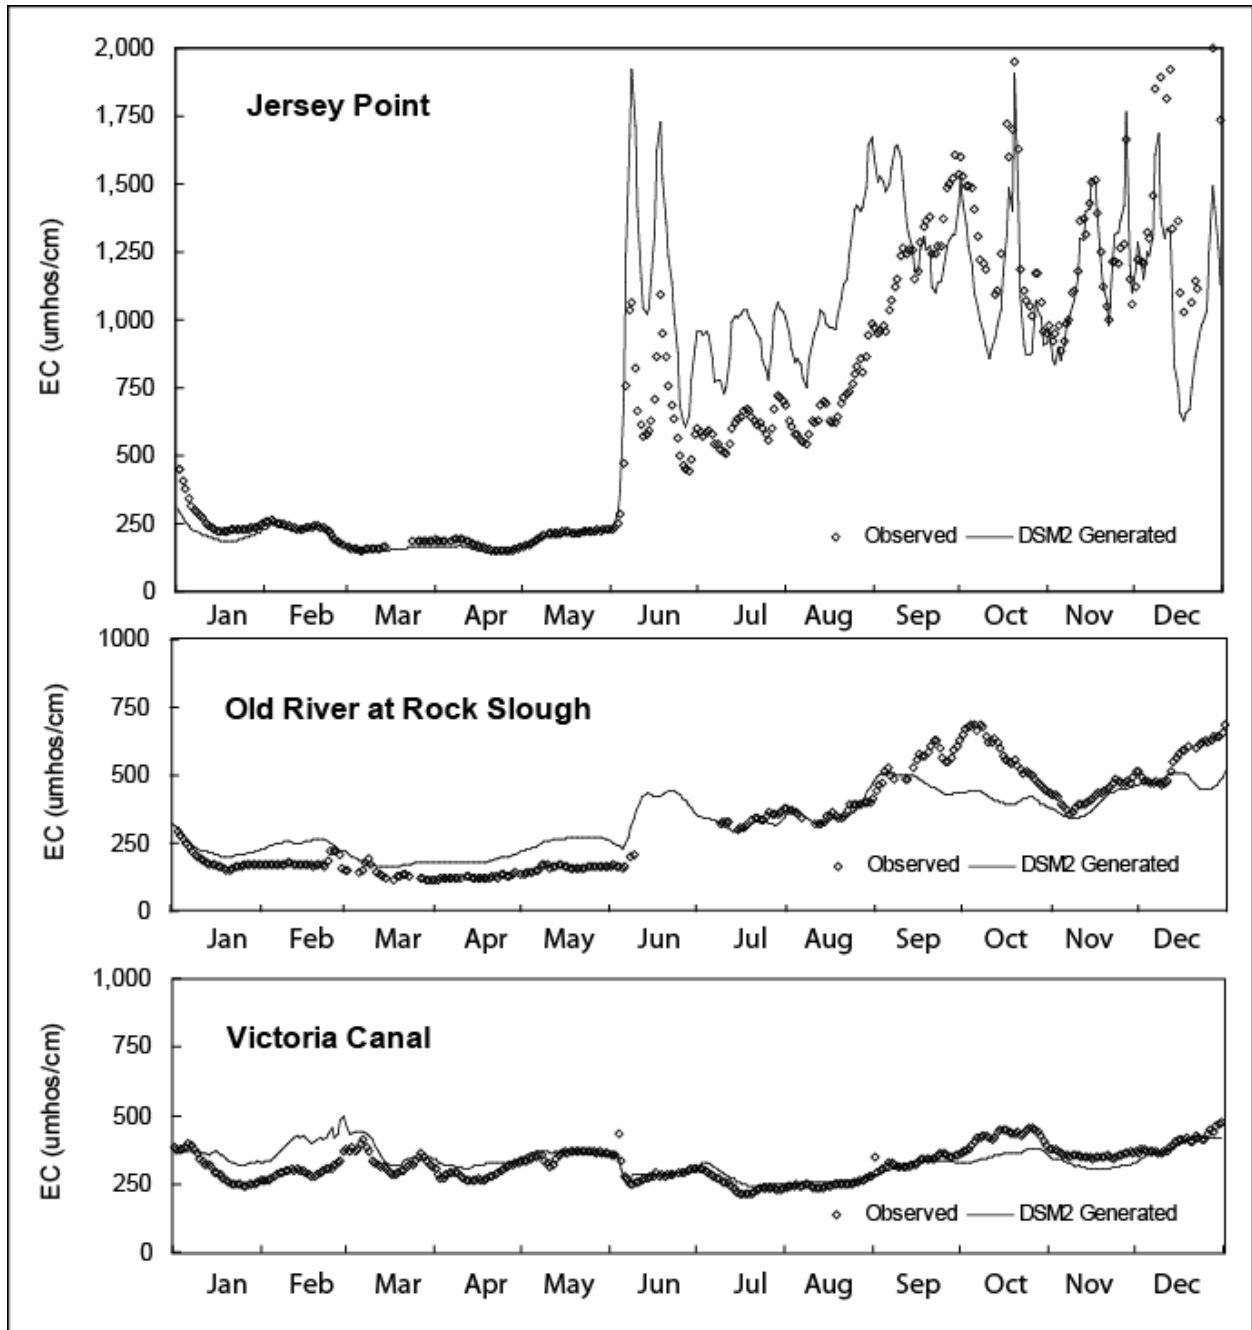 2,000
1,750
1,500
1,250
1,000
750
500
250
0
EC (umhos/cm)
Jersey Point
Observed DSM2 Generated
Jan Feb Mar Apr May Jun Jul Aug Sep Oct Nov Dec
1000
750
500
250
0
EC (umhos/cm)
Old River at Rock Slough
Observed DSM2 Generated
Jan Feb Mar Apr May Jun Jul Aug Sep Oct Nov Dec
1,000
750
500
250
0
EC (umhos/cm)
Victoria Canal
Observed DSM2 Generated
Jan Feb Mar Apr May Jun Jul Aug Sep Oct Nov Dec